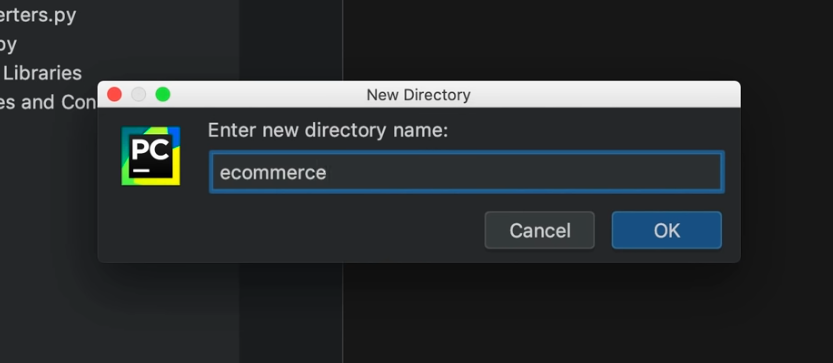 erters.py
py
Libraries
es and Con
New Directory
Enter new directory name:
PC
ecommerce
Cancel OK